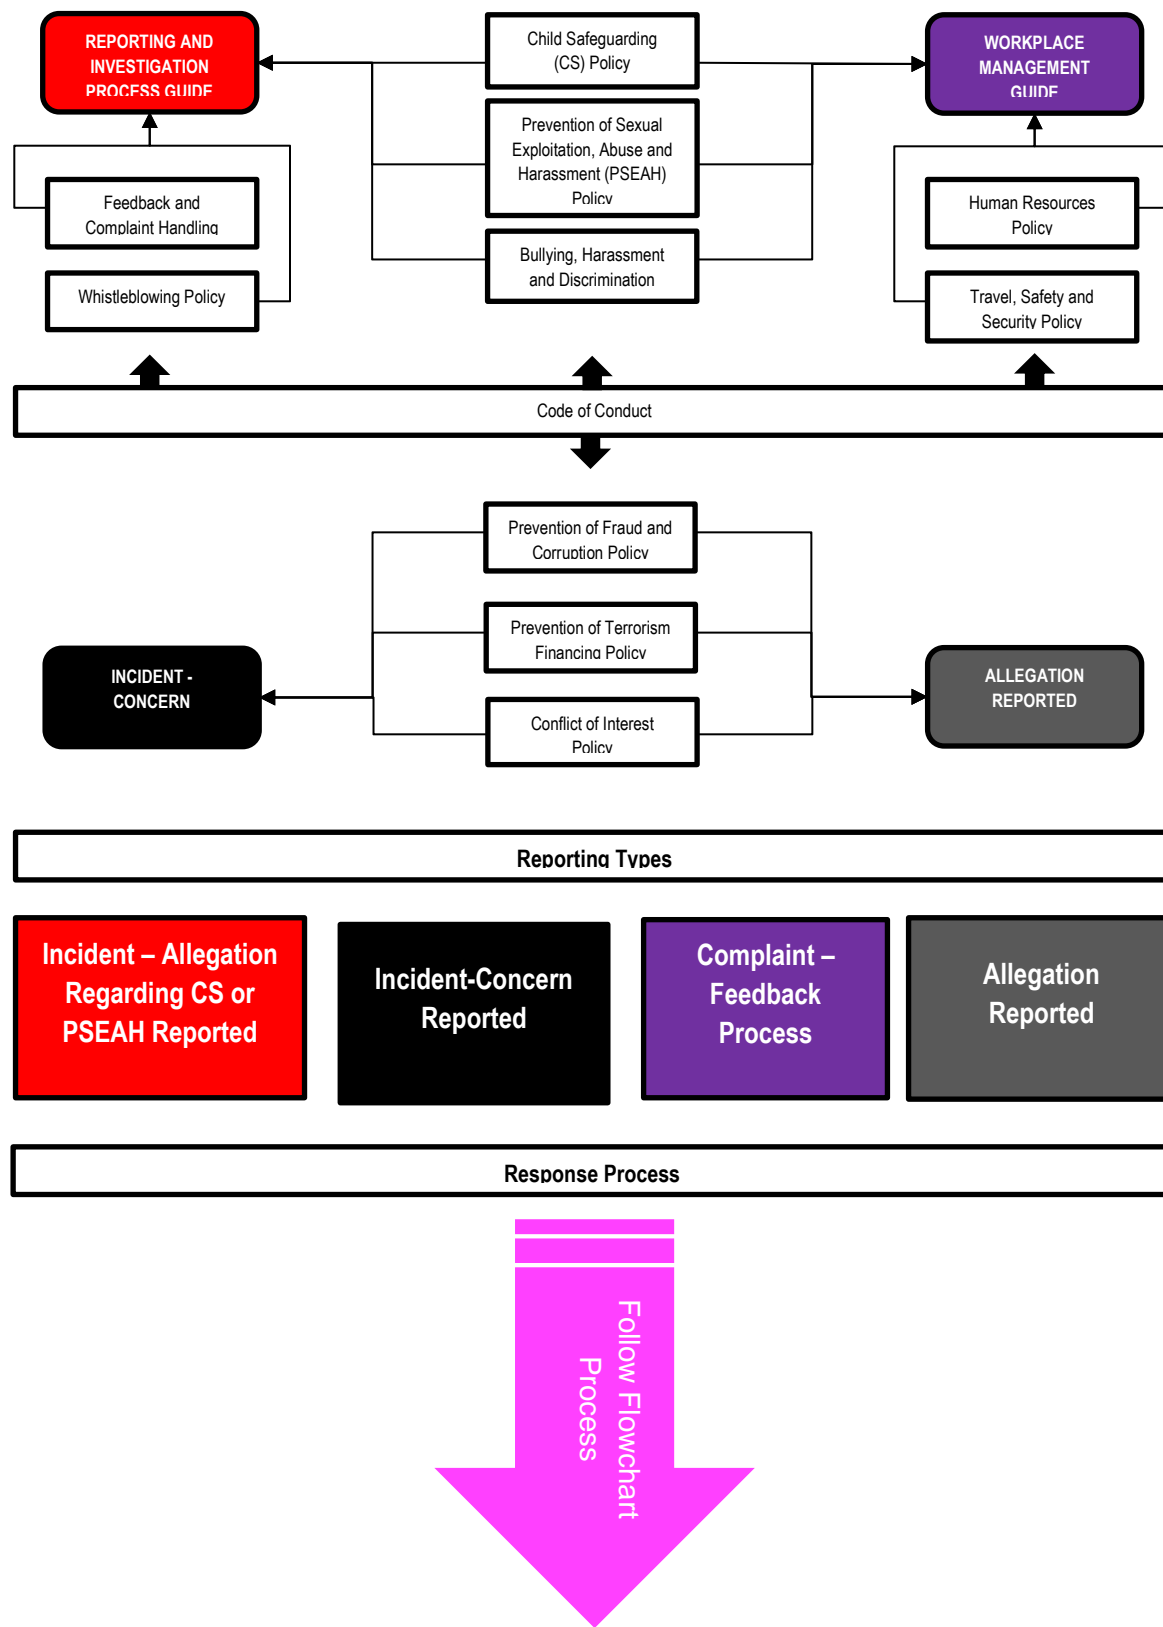 REPORTING AND
INVESTIGATION
PROCESS GUIDE
Child Safeguarding
(CS) Policy
WORKPLACE
MANAGEMENT
GUIDE
Prevention of Sexual
Exploitation, Abuse and
Harassment (PSEAH)
Policy
Feedback and
Complaint Handling
Human Resources
Policy
Bullying, Harassment
and Discrimination
Whistleblowing Policy
Travel, Safety and
Security Policy
Code of Conduct
Prevention of Fraud and
Corruption Policy
Prevention of Terrorism
Financing Policy
INCIDENT -
CONCERN
ALLEGATION
REPORTED
Conflict of Interest
Policy
Reporting Types
Incident – Allegation
Regarding CS or
PSEAH Reported
Incident-Concern
Reported
Complaint –
Feedback
Process
Allegation
Reported
Response Process
Follow Flowchart
Process